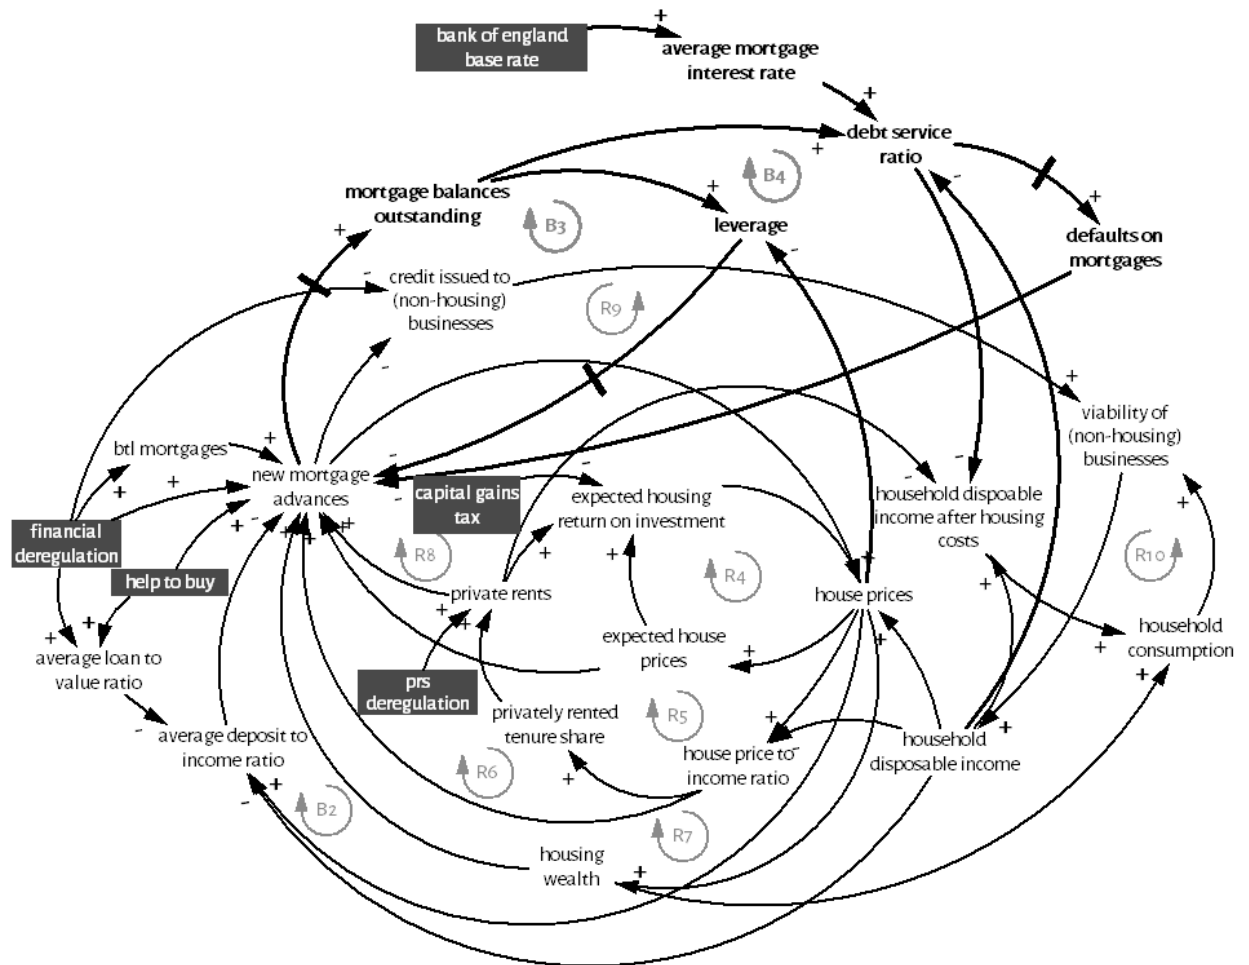 bank of england
base rate
average mortgage
interest rate
debt service
ratio
mortgage balances
outstanding
B3
B4
leverage
defaults on
mortgages
credit issued to
(non-housing)
businesses
R9
btl mortgages
new mortgage
advances
capital gains
tax
expected housing
return on investment
household dispoable
income after housing
costs
viability of
(non-housing)
businesses
financial
deregulation
help to buy
R8
R4
R10
private rents
house prices
expected house
prices
household
consumption
average loan to
value ratio
prs
deregulation
privately rented
tenure share
R5
average deposit to
income ratio
R6
house price to
income ratio
household
disposable income
B2
R7
housing
wealth